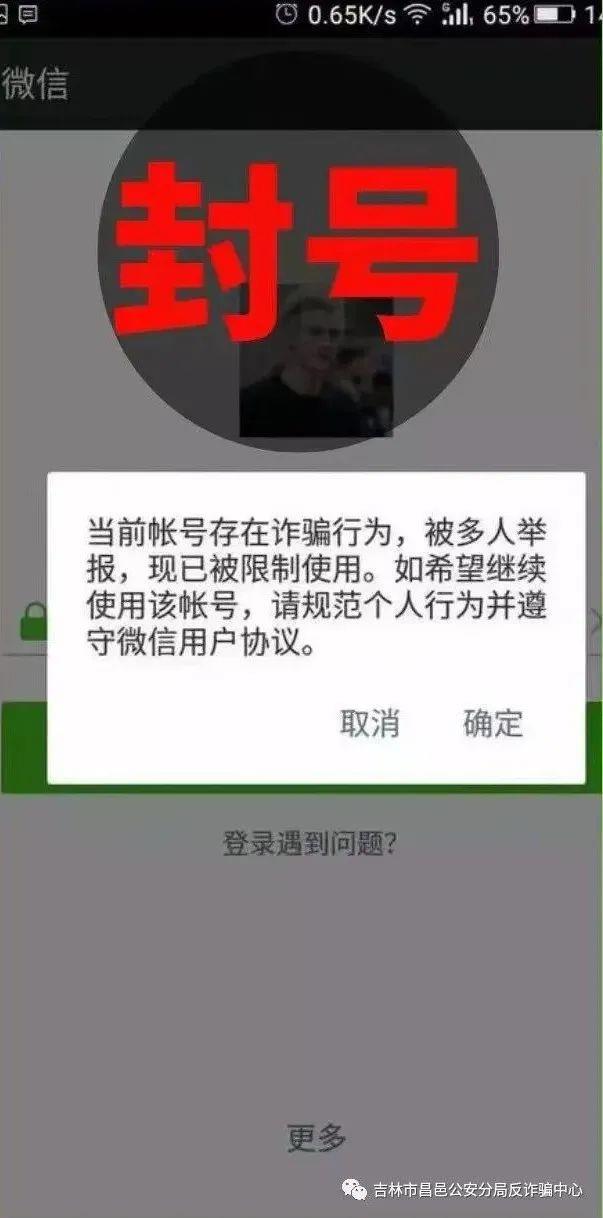 0.65K/s G 65% 1
微信
封号
当前帐号存在诈骗行为，被多人举
报，现已被限制使用。如希望继续
使用该帐号，请规范个人行为并遵
守微信用户协议。
取消 确定
登录遇到问题？
更多
吉林市昌邑公安分局反诈骗中心